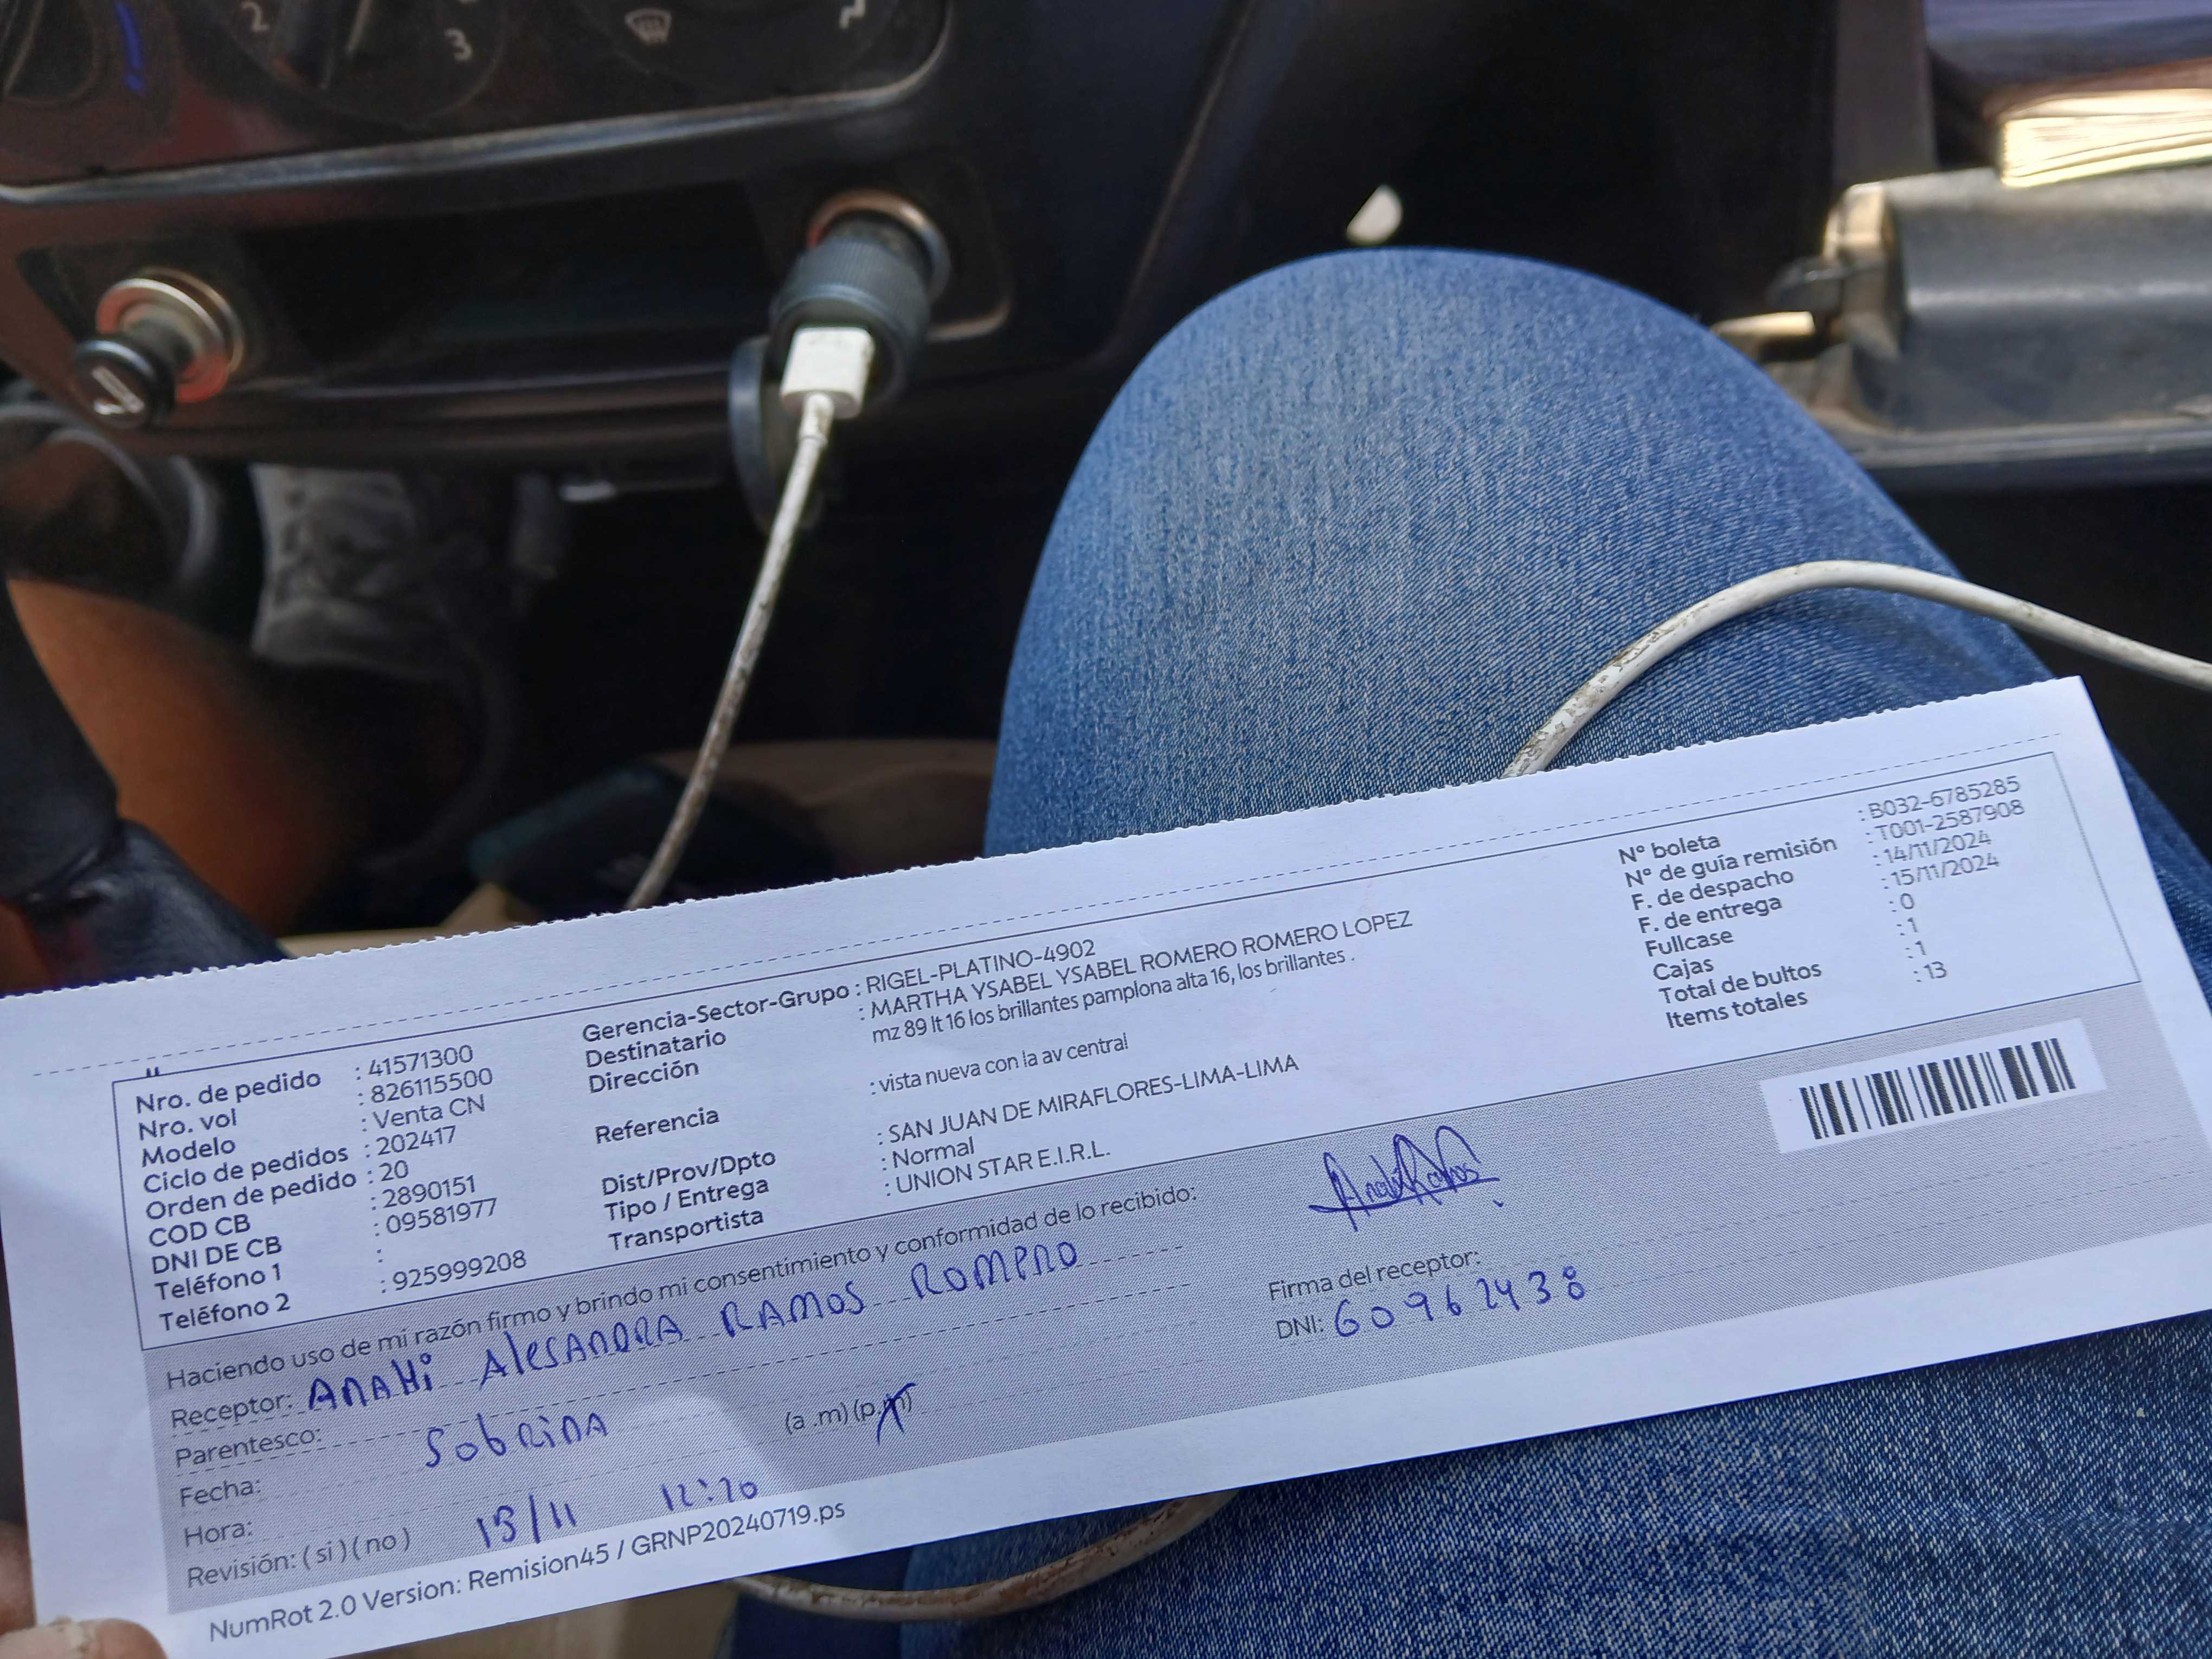 2
3
Nro. de pedido : 41571300
Nro. vol : 826115500
Modelo : Venta CN
Ciclo de pedidos : 202417
Orden de pedido : 20
COD CB : 2890151
DNI DE CB : 09581977
Teléfono 1 :
Teléfono 2 : 925999208
Gerencia-Sector-Grupo : RIGEL-PLATINO-4902
Destinatario : MARTHA YSABEL YSABEL ROMERO ROMERO LOPEZ
Dirección mz 89 lt 16 los brillantes pamplona alta 16, los brillantes .
Referencia : vista nueva con la av central
Dist/Prov/Dpto : SAN JUAN DE MIRAFLORES-LIMA-LIMA
Tipo / Entrega : Normal
Transportista : UNION STAR E.I.R.L.
N° boleta : B032-6785285
N° de guía remisión : T001-2587908
F. de despacho : 14/11/2024
F. de entrega : 15/11/2024
Fullcase : 0
Cajas : 1
Total de bultos : 1
Items totales : 13
Haciendo uso de mi razón firmo y brindo mi consentimiento y conformidad de lo recibido:
Receptor: ANAHi AlesANDRA RAMOS ROMERO
Parentesco: SobRiNA
Fecha:
Hora: (a .m) (p.m)
Revisión: ( si ) ( no ) 13/11 12:20
Firma del receptor:
DNI: 60962438
NumRot 2.0 Version: Remision45 / GRNP20240719.ps